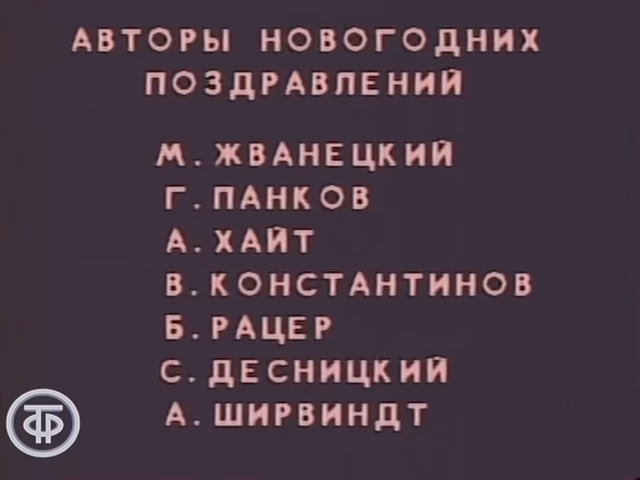 АВТОРЫ НОВОГОДНИХ
ПОЗДРАВЛЕНИЙ
М. ЖВАНЕЦКИЙ
Г. ПАНКОВ
А. ХАЙТ
В. КОНСТАНТИНОВ
Б. РАЦЕР
С. ДЕСНИЦКИЙ
А. ШИРВИНДТ